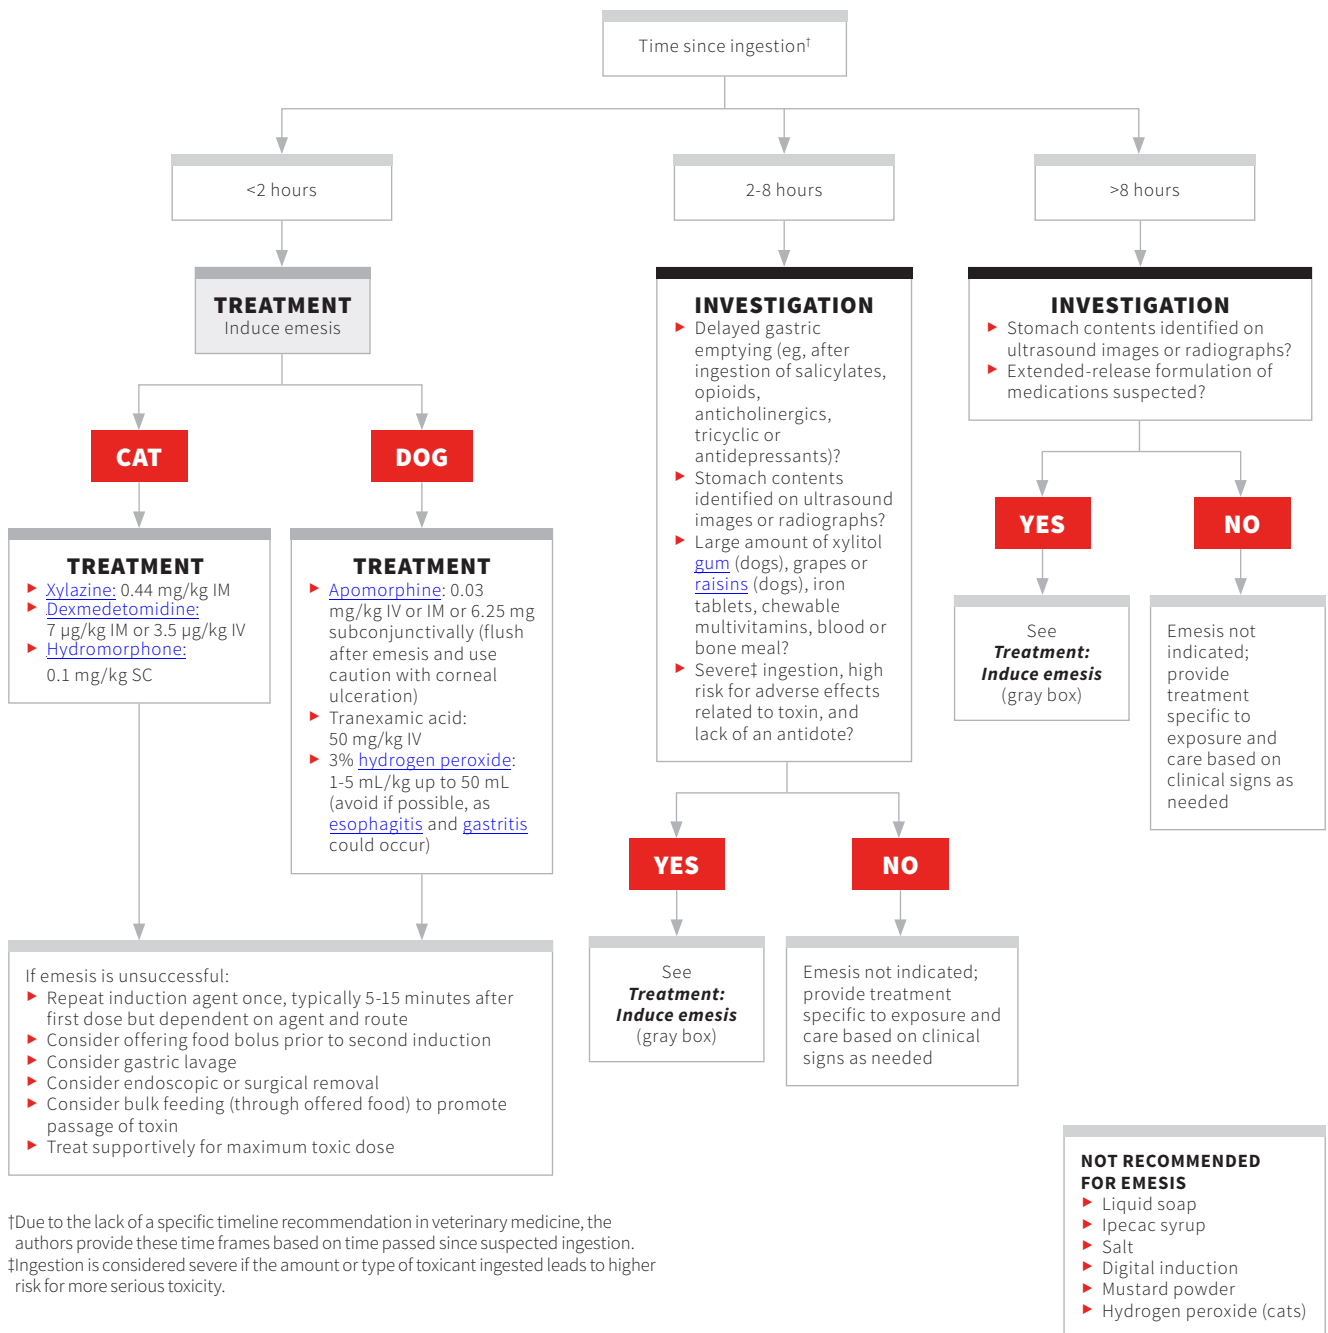 Time since ingestion†
<2 hours
2-8 hours
>8 hours
TREATMENT
Induce emesis
CAT
DOG
TREATMENT
Xylazine: 0.44 mg/kg IM
Dexmedetomidine:
7 µg/kg IM or 3.5 µg/kg IV
Hydromorphone:
0.1 mg/kg SC
TREATMENT
Apomorphine: 0.03
mg/kg IV or IM or 6.25 mg
subconjunctivally (flush
after emesis and use
caution with corneal
ulceration)
Tranexamic acid:
50 mg/kg IV
3% hydrogen peroxide:
1-5 mL/kg up to 50 mL
(avoid if possible, as
esophagitis and gastritis
could occur)
If emesis is unsuccessful:
Repeat induction agent once, typically 5-15 minutes after
first dose but dependent on agent and route
Consider offering food bolus prior to second induction
Consider gastric lavage
Consider endoscopic or surgical removal
Consider bulk feeding (through offered food) to promote
passage of toxin
Treat supportively for maximum toxic dose
INVESTIGATION
Delayed gastric
emptying (eg, after
ingestion of salicylates,
opioids,
anticholinergics,
tricyclic or
antidepressants)?
Stomach contents
identified on ultrasound
images or radiographs?
Large amount of xylitol
gum (dogs), grapes or
raisins (dogs), iron
tablets, chewable
multivitamins, blood or
bone meal?
Severe‡ ingestion, high
risk for adverse effects
related to toxin, and
lack of an antidote?
YES
NO
See
Treatment:
Induce emesis
(gray box)
Emesis not indicated;
provide treatment
specific to exposure and
care based on clinical
signs as needed
INVESTIGATION
Stomach contents identified on
ultrasound images or radiographs?
Extended-release formulation of
medications suspected?
YES
NO
See
Treatment:
Induce emesis
(gray box)
Emesis not
indicated;
provide
treatment
specific to
exposure and
care based on
clinical signs as
needed
NOT RECOMMENDED
FOR EMESIS
Liquid soap
Ipecac syrup
Salt
Digital induction
Mustard powder
Hydrogen peroxide (cats)
†Due to the lack of a specific timeline recommendation in veterinary medicine, the
authors provide these time frames based on time passed since suspected ingestion.
‡Ingestion is considered severe if the amount or type of toxicant ingested leads to higher
risk for more serious toxicity.